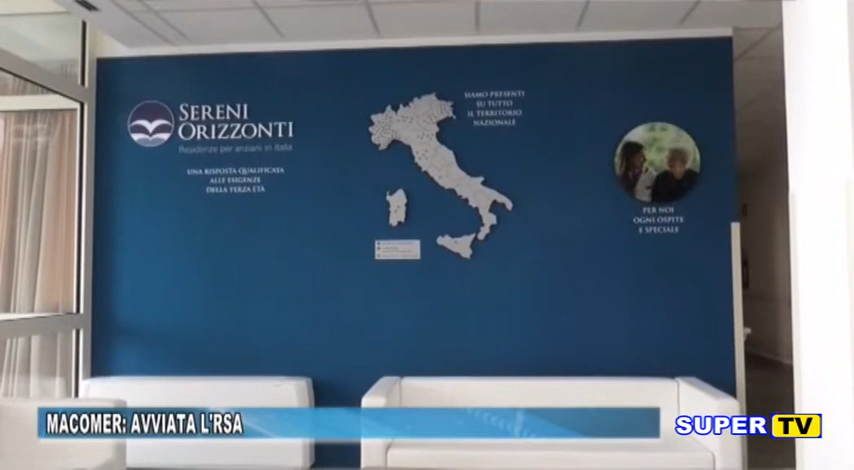 SERENI
ORIZZONTI
Residenze per anziani in Italia
UNA RISPOSTA QUALIFICATA
ALLE ESIGENZE
DELLA TERZA ETÀ
SIAMO PRESENTI
SU TUTTO
IL TERRITORIO
NAZIONALE
PER NOI
OGNI OSPITE
E SPECIALE
MACOMER: AVVIATA L'RSA
SUPER TV